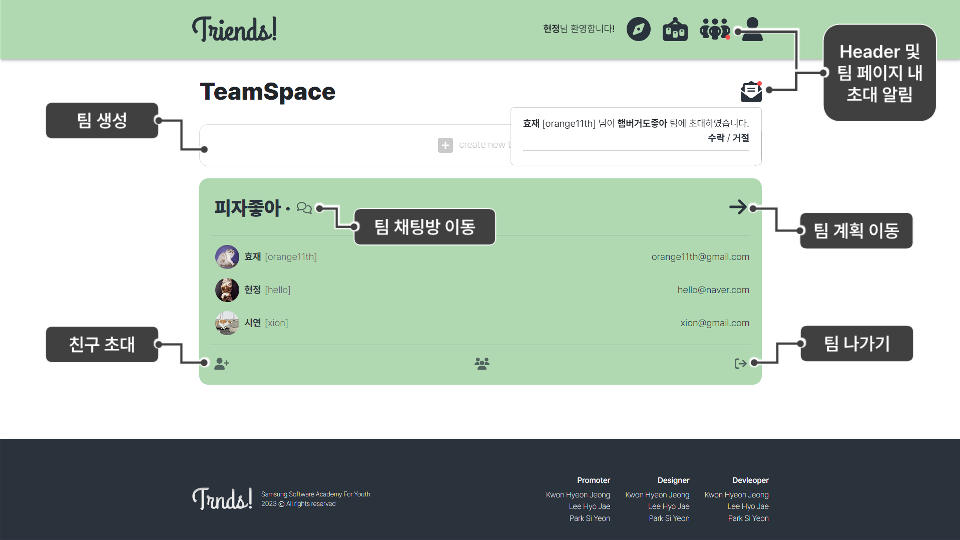 Triends!
현정님 환영합니다!
Header 및
팀 페이지 내
초대 알림
TeamSpace
팀 생성
create new
효재 [orange11th] 님이 햄버거도좋아 팀에 초대하였습니다.
수락 / 거절
피자좋아 •
팀 채팅방 이동
팀 계획 이동
효재 [orange11th]
orange11th@gmail.com
현정 [hello]
hello@naver.com
시연 [xion]
xion@gmail.com
친구 초대
팀 나가기
Trnds!
Samsung Software Academy For Youth
2023 © All rights reserved
Promoter
Kwon Hyeon Jeong
Lee Hyo Jae
Park Si Yeon
Designer
Kwon Hyeon Jeong
Lee Hyo Jae
Park Si Yeon
Devleoper
Kwon Hyeon Jeong
Lee Hyo Jae
Park Si Yeon